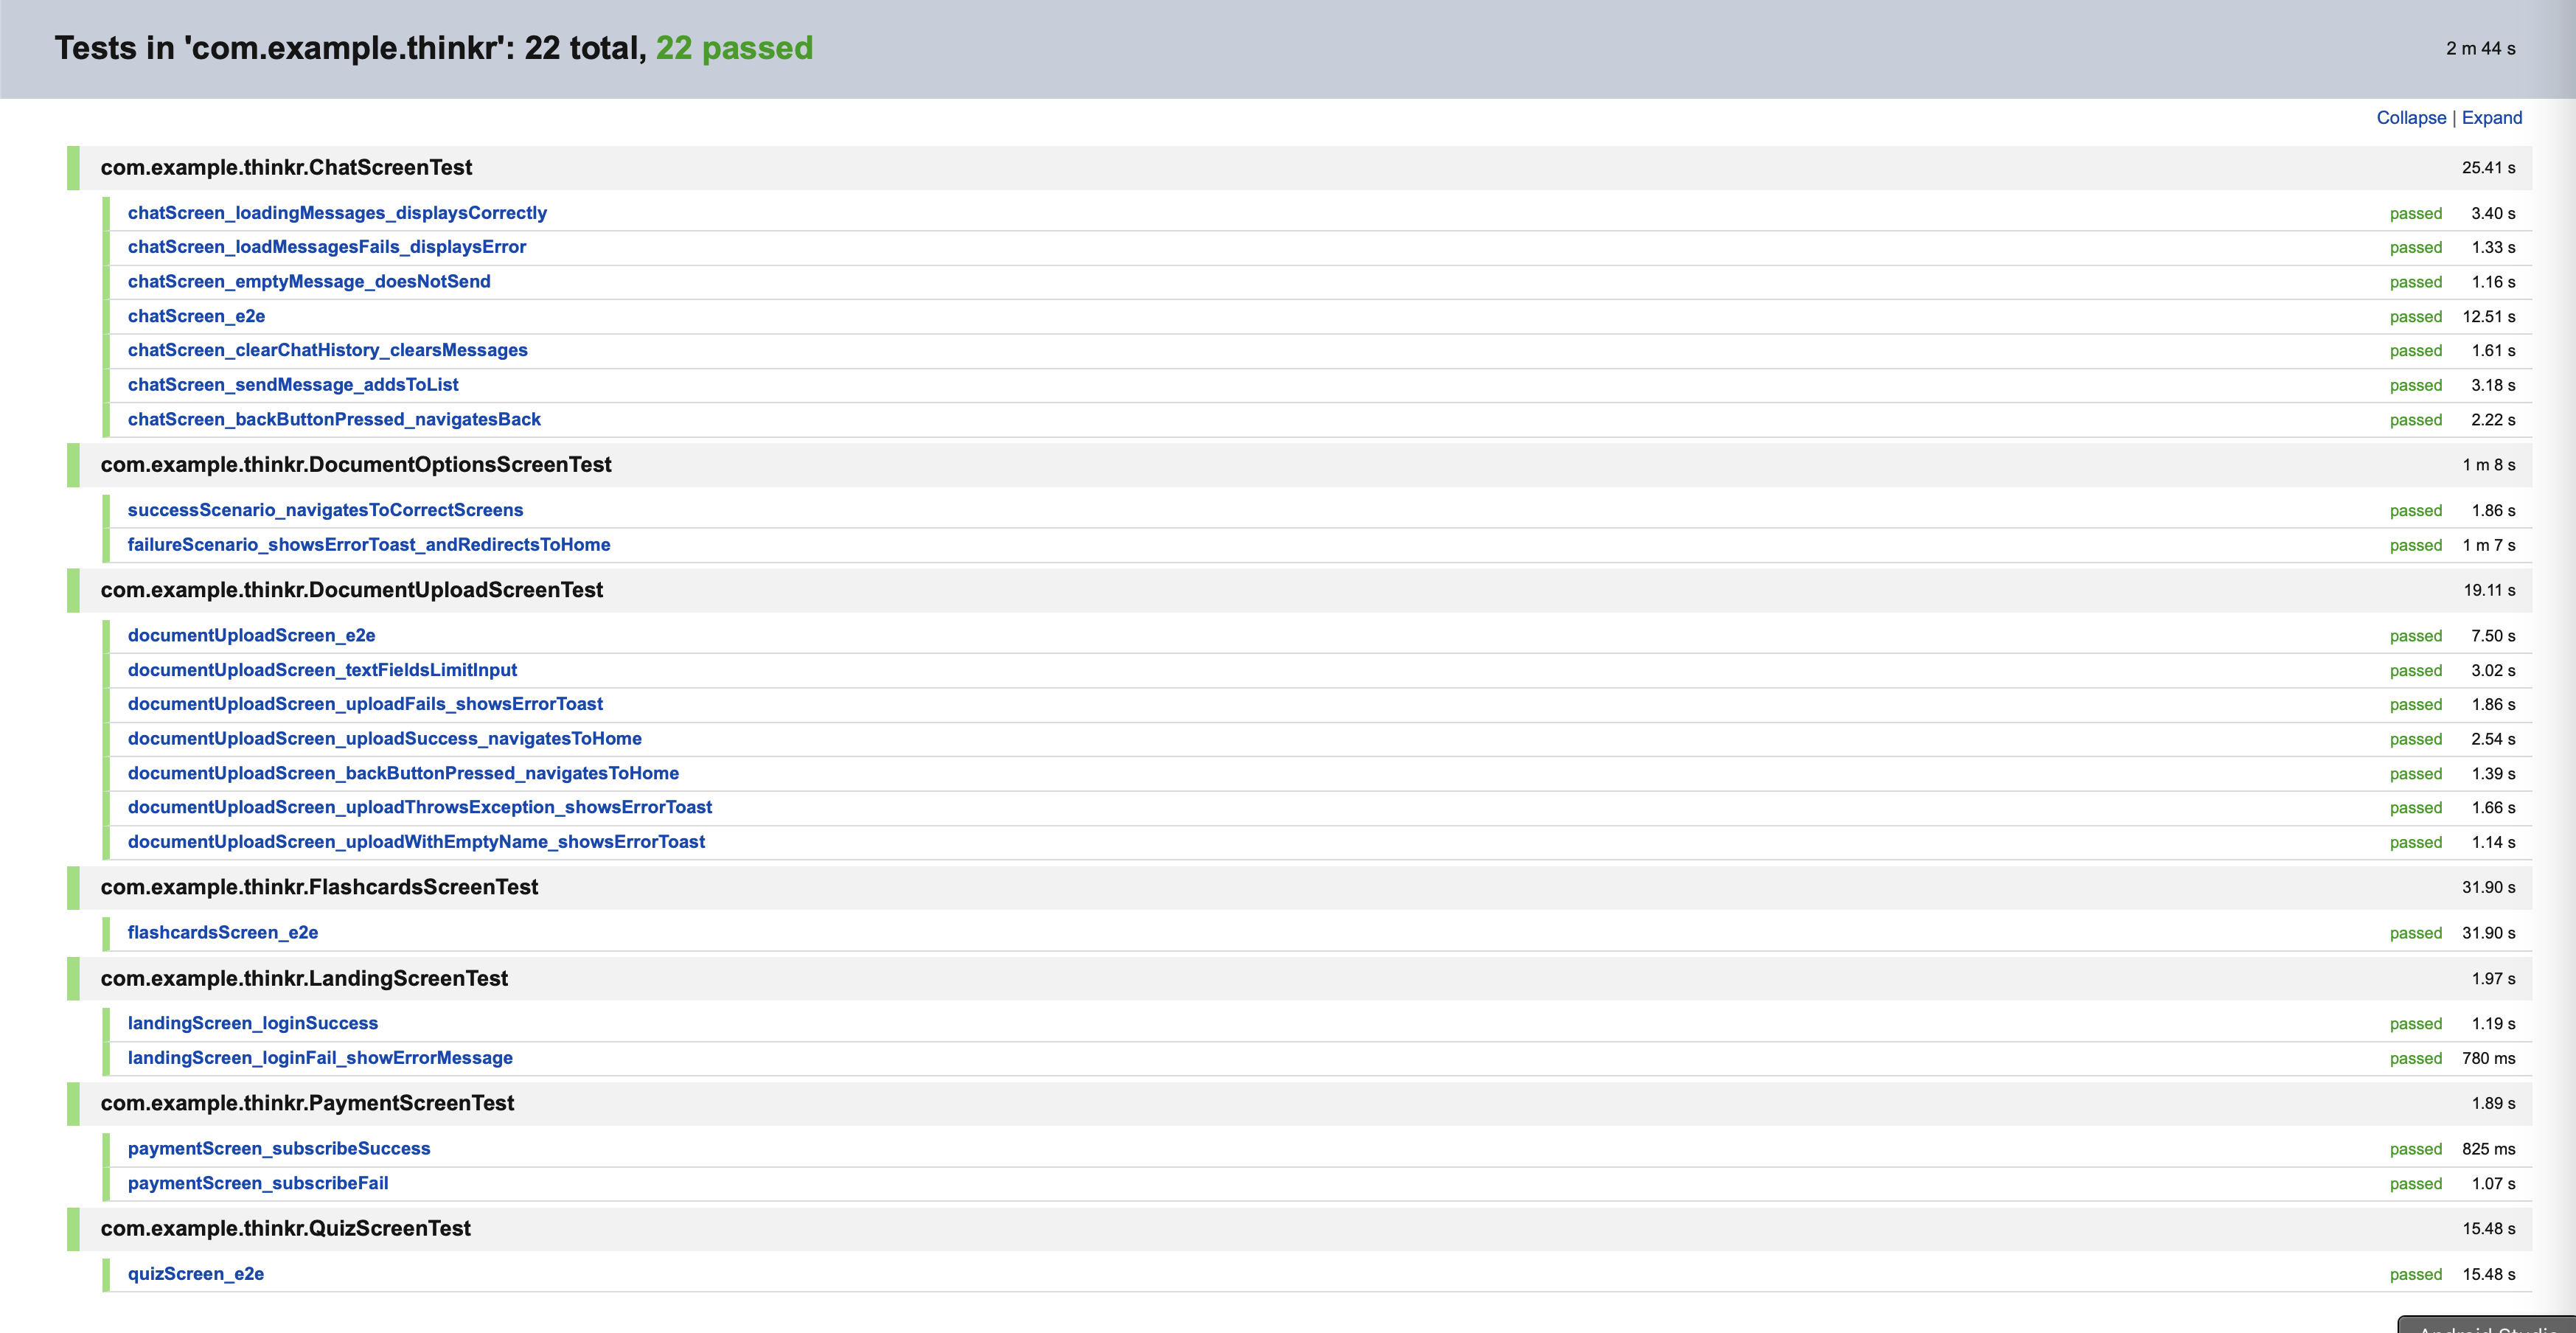 Tests in 'com.example.thinkr': 22 total, 22 passed 2 m 44 s
Collapse | Expand
com.example.thinkr.ChatScreenTest 25.41 s
chatScreen_loadingMessages_displaysCorrectly passed 3.40 s
chatScreen_loadMessagesFails_displaysError passed 1.33 s
chatScreen_emptyMessage_doesNotSend passed 1.16 s
chatScreen_e2e passed 12.51 s
chatScreen_clearChatHistory_clearsMessages passed 1.61 s
chatScreen_sendMessage_addsToList passed 3.18 s
chatScreen_backButtonPressed_navigatesBack passed 2.22 s
com.example.thinkr.DocumentOptionsScreenTest 1 m 8 s
successScenario_navigatesToCorrectScreens passed 1.86 s
failureScenario_showsErrorToast_andRedirectsToHome passed 1 m 7 s
com.example.thinkr.DocumentUploadScreenTest 19.11 s
documentUploadScreen_e2e passed 7.50 s
documentUploadScreen_textFieldsLimitInput passed 3.02 s
documentUploadScreen_uploadFails_showsErrorToast passed 1.86 s
documentUploadScreen_uploadSuccess_navigatesToHome passed 2.54 s
documentUploadScreen_backButtonPressed_navigatesToHome passed 1.39 s
documentUploadScreen_uploadThrowsException_showsErrorToast passed 1.66 s
documentUploadScreen_uploadWithEmptyName_showsErrorToast passed 1.14 s
com.example.thinkr.FlashcardsScreenTest 31.90 s
flashcardsScreen_e2e passed 31.90 s
com.example.thinkr.LandingScreenTest 1.97 s
landingScreen_loginSuccess passed 1.19 s
landingScreen_loginFail_showErrorMessage passed 780 ms
com.example.thinkr.PaymentScreenTest 1.89 s
paymentScreen_subscribeSuccess passed 825 ms
paymentScreen_subscribeFail passed 1.07 s
com.example.thinkr.QuizScreenTest 15.48 s
quizScreen_e2e passed 15.48 s